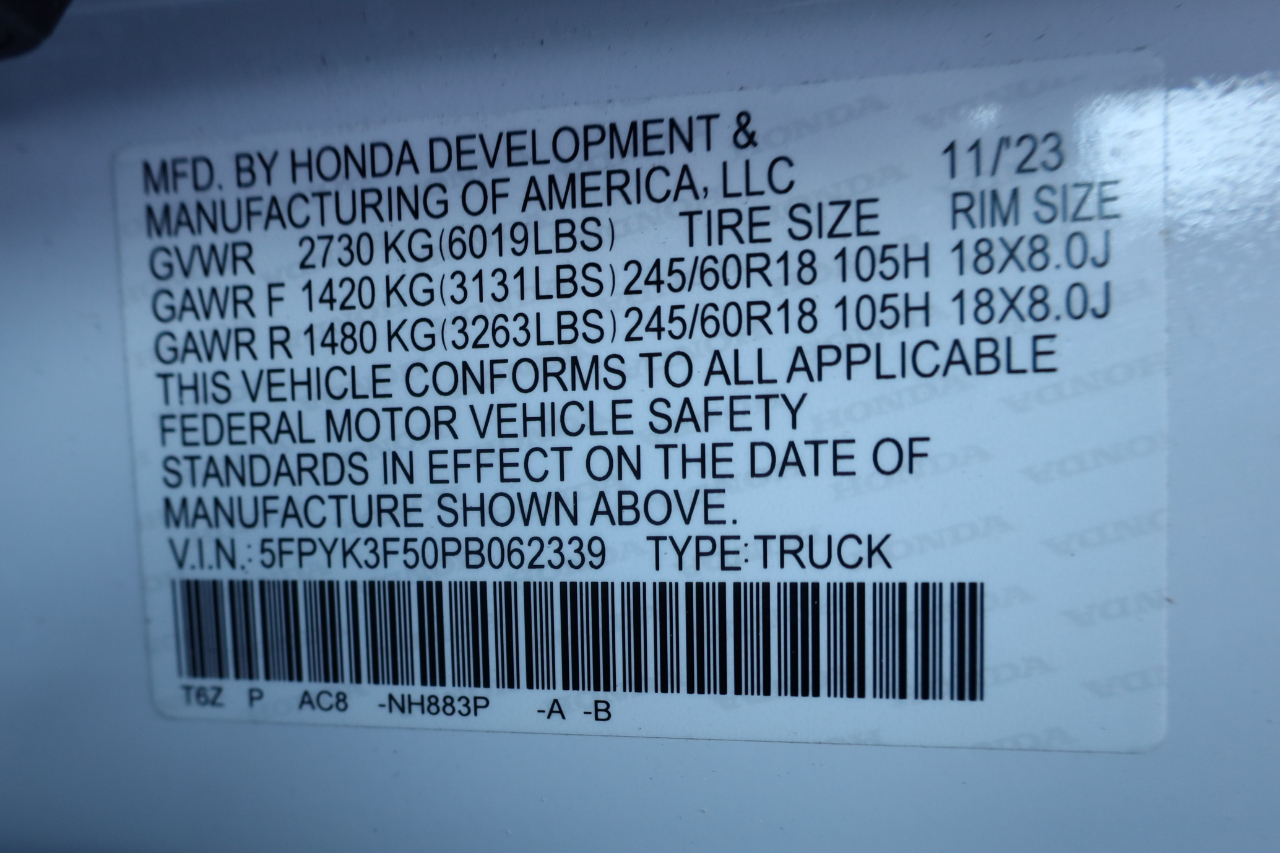 MFD. BY HONDA DEVELOPMENT &
MANUFACTURING OF AMERICA, LLC 11/'23
GVWR 2730 KG(6019LBS) TIRE SIZE RIM SIZE
GAWR F 1420 KG(3131LBS) 245/60R18 105H 18X8.0J
GAWR R 1480 KG(3263LBS) 245/60R18 105H 18X8.0J
THIS VEHICLE CONFORMS TO ALL APPLICABLE
FEDERAL MOTOR VEHICLE SAFETY
STANDARDS IN EFFECT ON THE DATE OF
MANUFACTURE SHOWN ABOVE.
V.I.N.: 5FPYK3F50PB062339 TYPE:TRUCK
T6Z P AC8 -NH883P -A -B